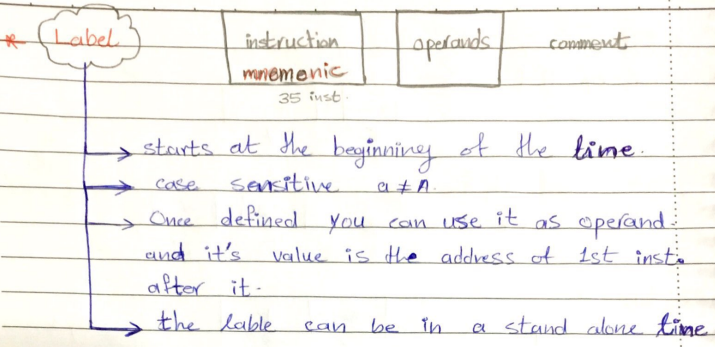 * Label instruction operands comment
mnemonic
35 inst.
starts at the beginning of the time.
case sensitive a ≠ A.
Once defined you can use it as operand
and it's value is the address of 1st inst.
after it.
the lable can be in a stand alone time